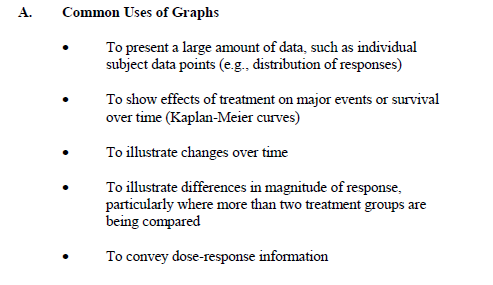 A. Common Uses of Graphs
• To present a large amount of data, such as individual
subject data points (e.g., distribution of responses)
• To show effects of treatment on major events or survival
over time (Kaplan-Meier curves)
• To illustrate changes over time
• To illustrate differences in magnitude of response,
particularly where more than two treatment groups are
being compared
• To convey dose-response information